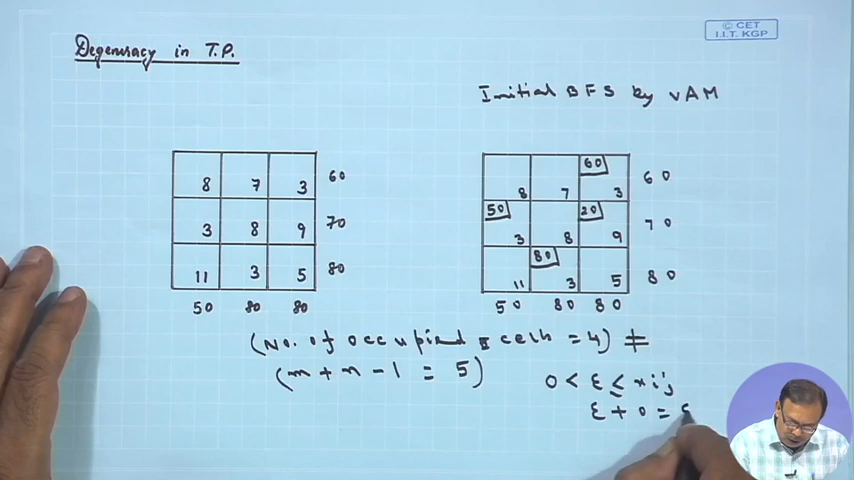 © CET
I.I.T. KGP
Degeneracy in T.P.
Initial BFS by VAM
8 7 3 60
3 8 9 70
11 3 5 80
50 80 80
60
8 7 3 60
50 20
3 8 9 70
80
11 3 5 80
50 80 80
(No. of occupied cells = 4) ≠
(m + n - 1 = 5)
0 < ε ≤ xij
ε + 0 = ε